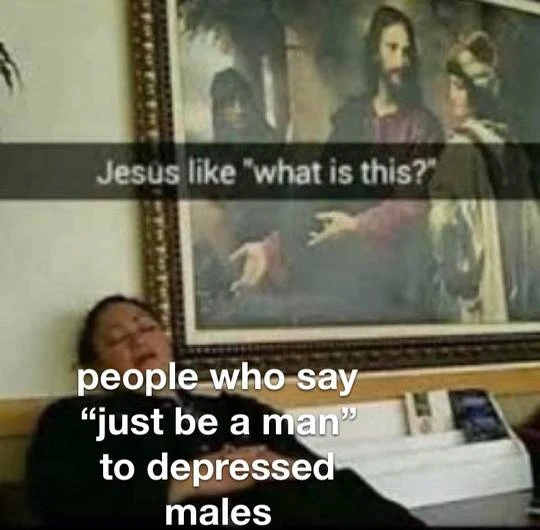 Jesus like "what is this?"
people who say
“just be a man”
to depressed
males